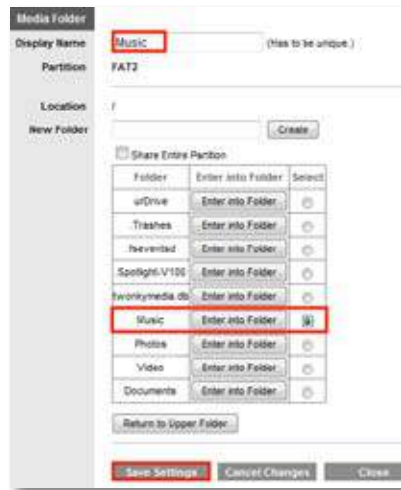 Media Folder
Display Name Music (Has to be unique.)
Partition FAT2
Location /
New Folder Create
Share Entire Partition
Folder Enter into Folder Select
urDrive Enter into Folder
Trashes Enter into Folder
fseventsd Enter into Folder
Spotlight-V100 Enter into Folder
twonkymedia.db Enter into Folder
Music Enter into Folder
Photos Enter into Folder
Video Enter into Folder
Documents Enter into Folder
Return to Upper Folder
Save Settings Cancel Changes Close